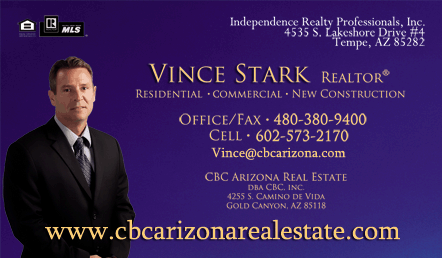 Independence Realty Professionals, Inc.
4535 S. Lakeshore Drive #4
Tempe, AZ 85282
R MLS
VINCE STARK REALTOR®
RESIDENTIAL • COMMERCIAL • NEW CONSTRUCTION
OFFICE/FAX • 480-380-9400
CELL • 602-573-2170
Vince@cbcarizona.com
CBC ARIZONA REAL ESTATE
DBA CBC, INC.
4255 S. CAMINO DE VIDA
GOLD CANYON, AZ 85118
www.cbcarizonarealestate.com